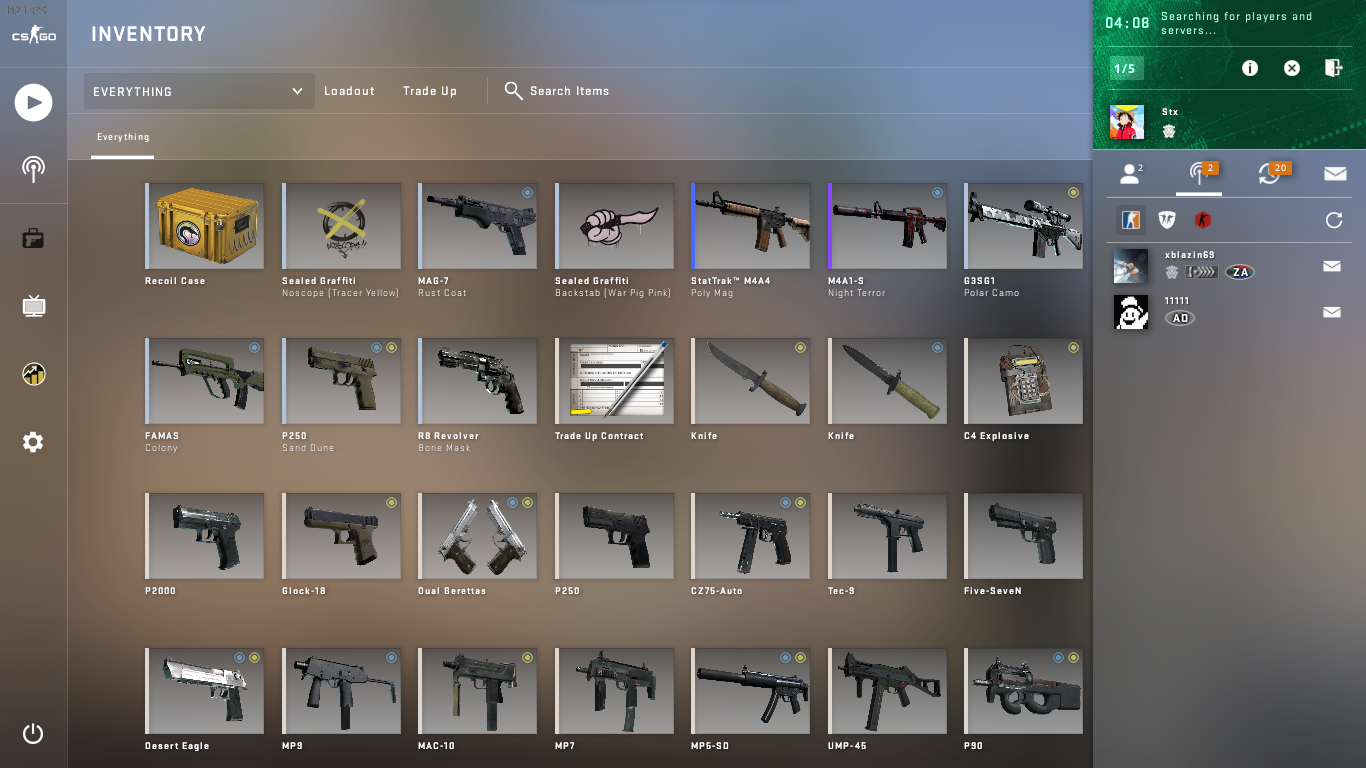 CS GO
INVENTORY
EVERYTHING
Loadout
Trade Up
Search Items
Everything
Recoil Case
Sealed Graffiti
Noscope (Tracer Yellow)
MAG-7
Rust Coat
Sealed Graffiti
Backstab (War Pig Pink)
StatTrak™ M4A4
Poly Mag
M4A1-S
Night Terror
G3SG1
Polar Camo
FAMAS
Colony
P250
Sand Dune
R8 Revolver
Bone Mask
Trade Up Contract
Knife
Knife
C4 Explosive
P2000
Glock-18
Dual Berettas
P250
CZ75-Auto
Tec-9
Five-SeveN
Desert Eagle
MP9
MAC-10
MP7
MP5-SD
UMP-45
P90
04:08
Searching for players and
servers...
1/5
Stx
2
2
20
xblazin69
ZA
11111
AD